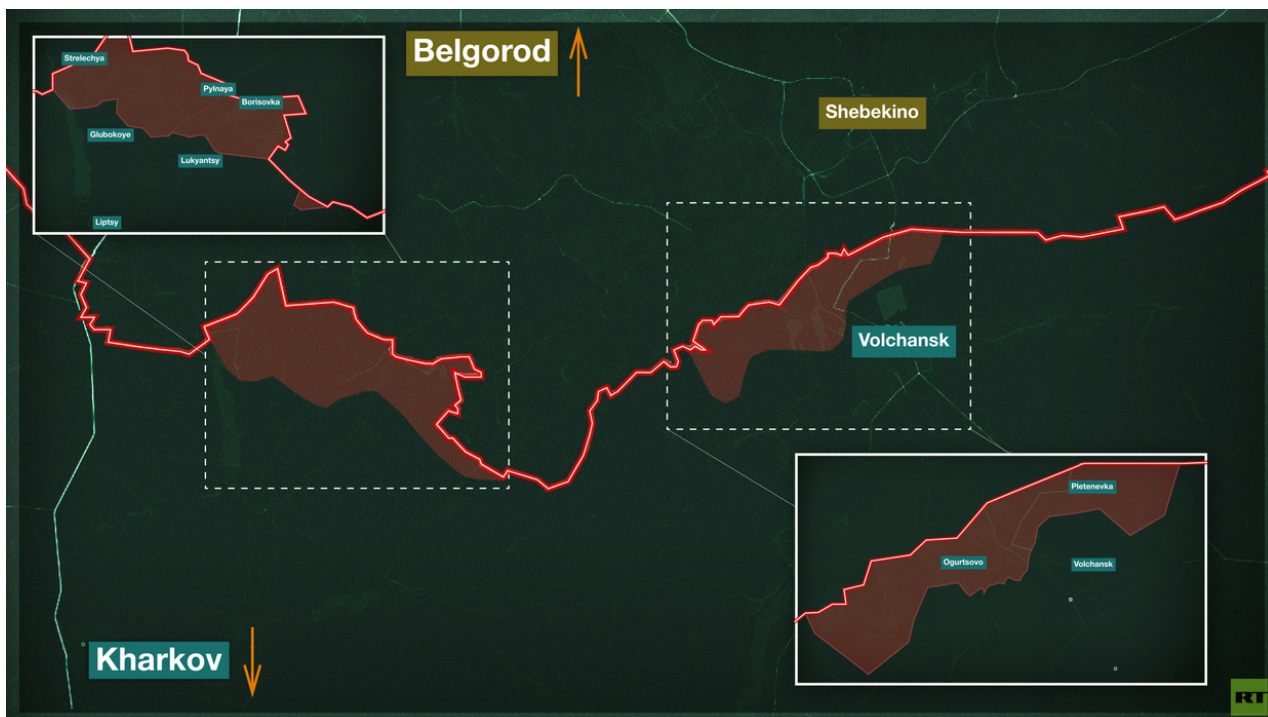 Strelechya
Pylnaya
Borisovka
Glubokoye
Lukyantsy
Liptsy
Belgorod
Shebekino
Volchansk
Pletenevka
Ogurtsovo
Volchansk
Kharkov
RT